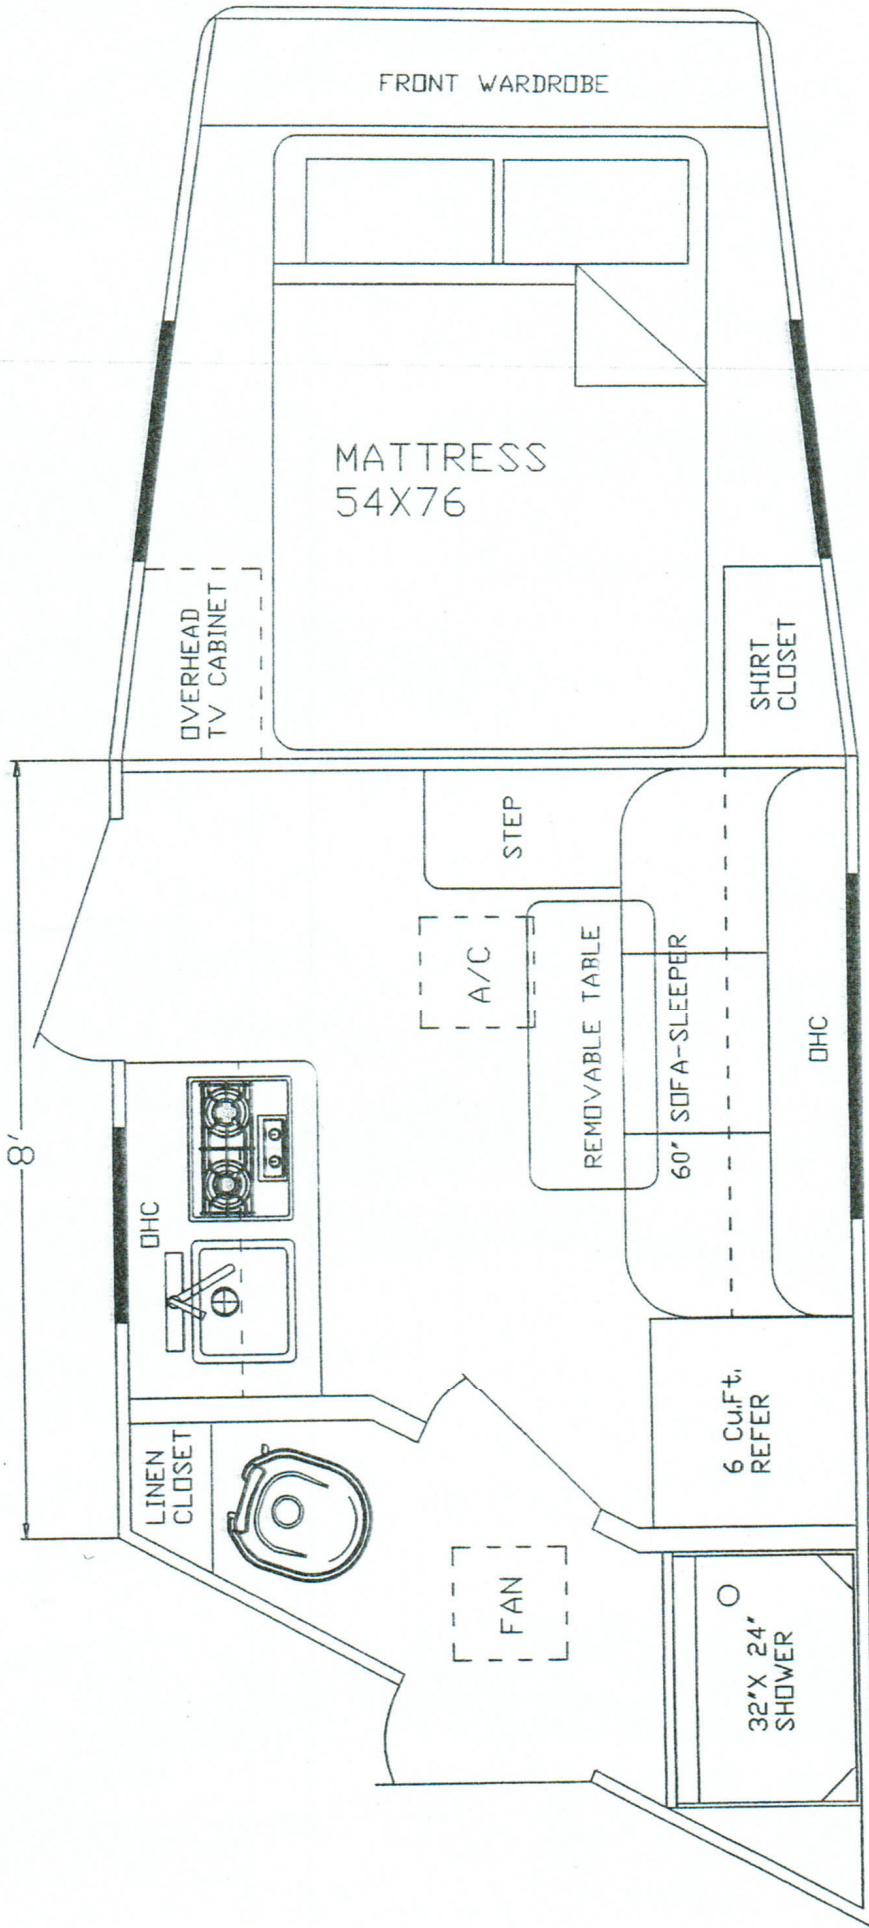 FRONT WARDROBE
MATTRESS
54X76
OVERHEAD
TV CABINET
SHIRT
CLOSET
STEP
A/C
REMOVABLE TABLE
60" SOFA-SLEEPER
OHC
8'
OHC
LINEN
CLOSET
6 Cu.Ft.
REFER
FAN
32"X 24"
SHOWER